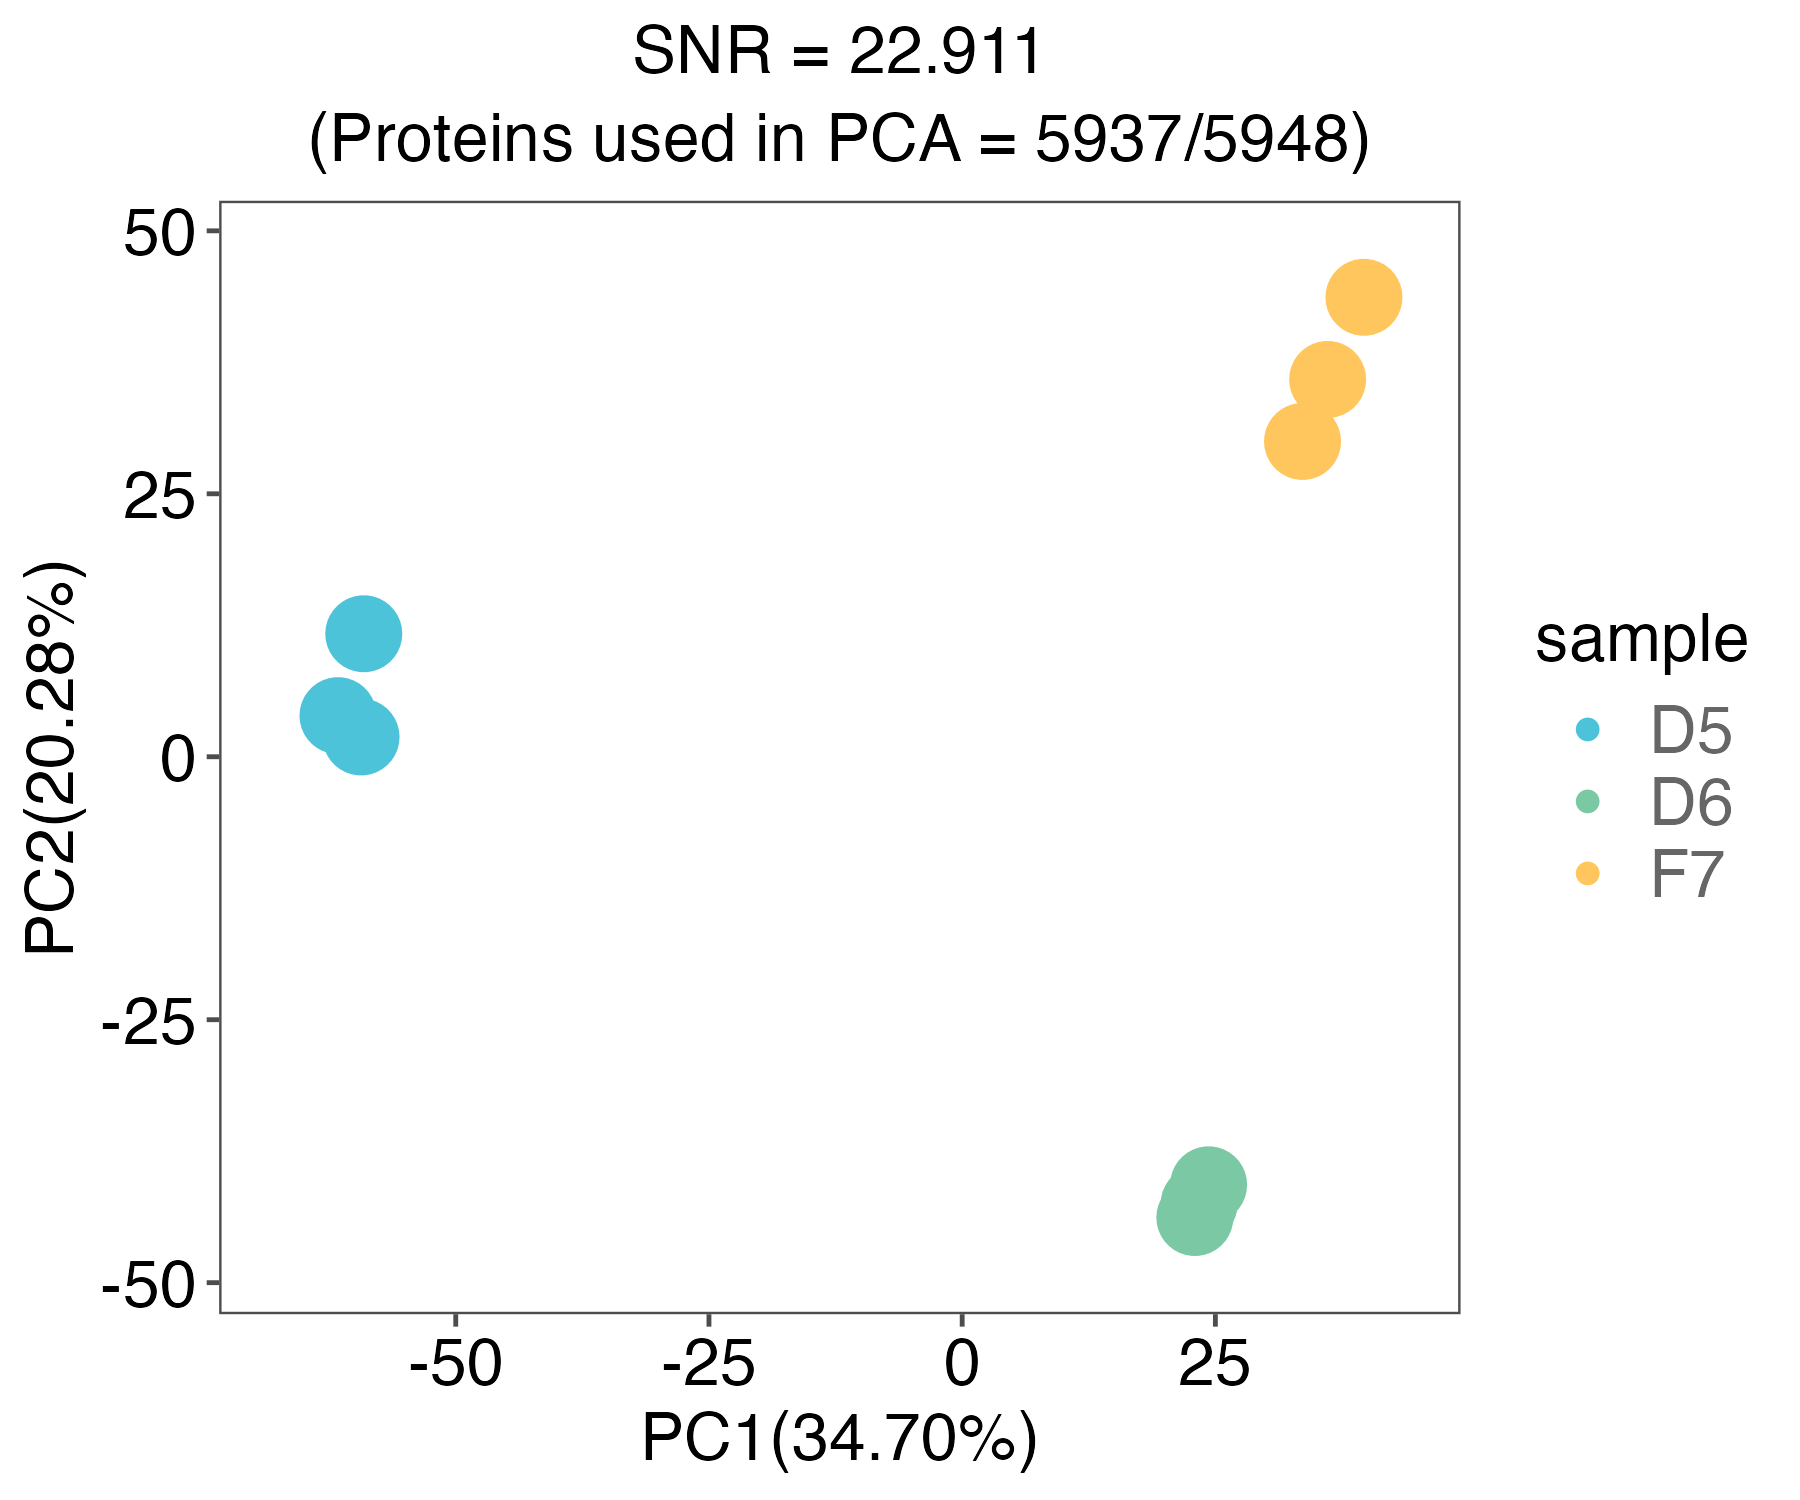 SNR = 22.911
(Proteins used in PCA = 5937/5948)
50
25
0
-25
-50
PC2(20.28%)
-50
-25
0
25
PC1(34.70%)
sample
D5
D6
F7